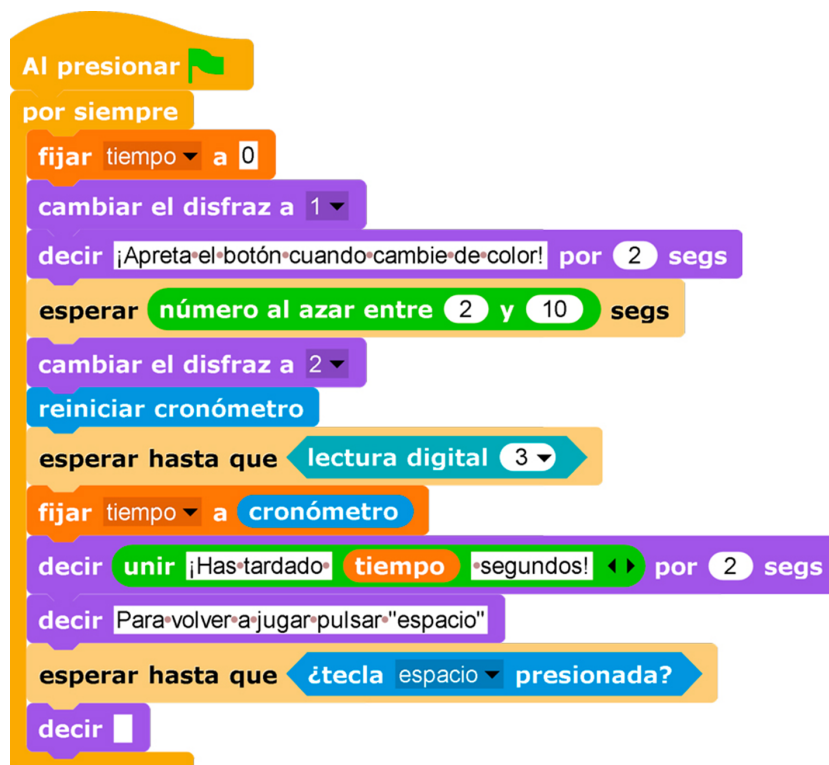 Al presionar
por siempre
fijar tiempo a 0
cambiar el disfraz a 1
decir ¡Apreta el botón cuando cambie de color! por 2 segs
esperar número al azar entre 2 y 10 segs
cambiar el disfraz a 2
reiniciar cronómetro
esperar hasta que lectura digital 3
fijar tiempo a cronómetro
decir unir ¡Has tardado tiempo segundos! por 2 segs
decir Para volver a jugar pulsar "espacio"
esperar hasta que ¿tecla espacio presionada?
decir